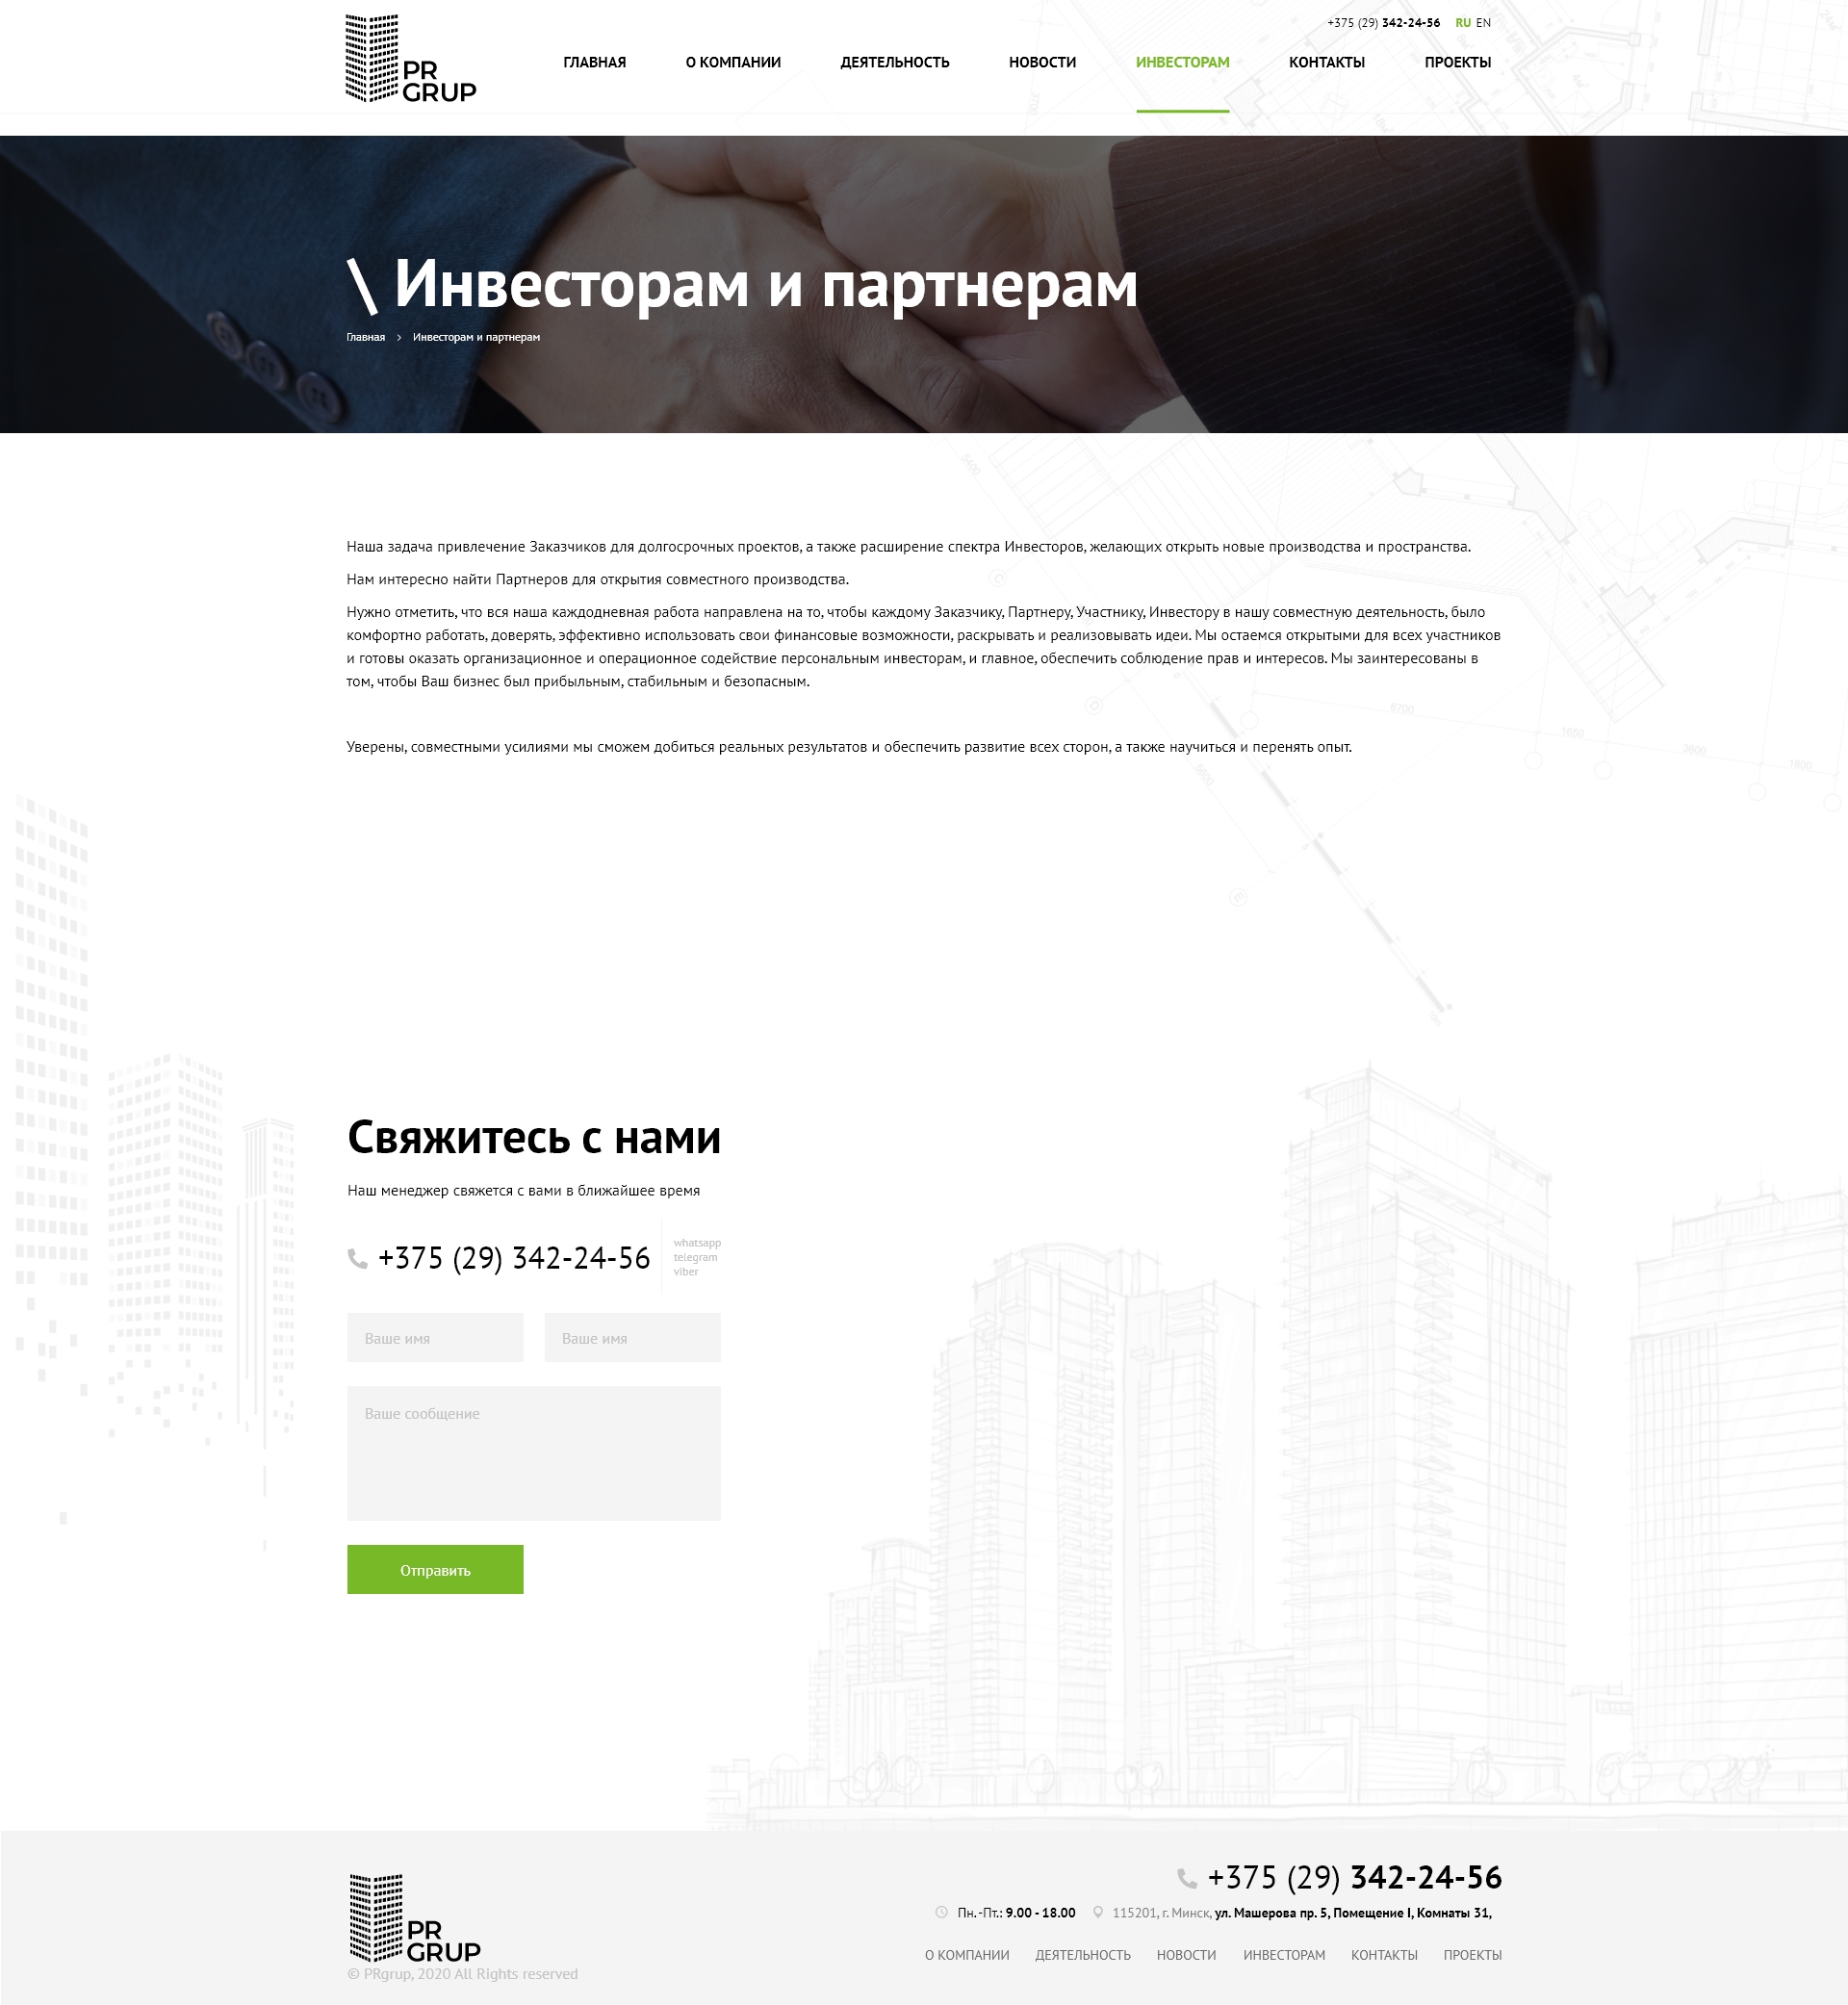 +375 (29) 342-24-56 RU EN
PR
GRUP
ГЛАВНАЯ О КОМПАНИИ ДЕЯТЕЛЬНОСТЬ НОВОСТИ ИНВЕСТОРАМ КОНТАКТЫ ПРОЕКТЫ
\ Инвесторам и партнерам
Главная › Инвесторам и партнерам
Наша задача привлечение Заказчиков для долгосрочных проектов, а также расширение спектра Инвесторов, желающих открыть новые производства и пространства.
Нам интересно найти Партнеров для открытия совместного производства.
Нужно отметить, что вся наша каждодневная работа направлена на то, чтобы каждому Заказчику, Партнеру, Участнику, Инвестору в нашу совместную деятельность, было
комфортно работать, доверять, эффективно использовать свои финансовые возможности, раскрывать и реализовывать идеи. Мы остаемся открытыми для всех участников
и готовы оказать организационное и операционное содействие персональным инвесторам, и главное, обеспечить соблюдение прав и интересов. Мы заинтересованы в
том, чтобы Ваш бизнес был прибыльным, стабильным и безопасным.
Уверены, совместными усилиями мы сможем добиться реальных результатов и обеспечить развитие всех сторон, а также научиться и перенять опыт.
Свяжитесь с нами
Наш менеджер свяжется с вами в ближайшее время
+375 (29) 342-24-56
whatsapp
telegram
viber
Ваше имя Ваше имя
Ваше сообщение
Отправить
PR
GRUP
© PRgrup, 2020 All Rights reserved
+375 (29) 342-24-56
Пн.-Пт.: 9.00 - 18.00 115201, г. Минск, ул. Машерова пр. 5, Помещение I, Комнаты 31,
О КОМПАНИИ ДЕЯТЕЛЬНОСТЬ НОВОСТИ ИНВЕСТОРАМ КОНТАКТЫ ПРОЕКТЫ